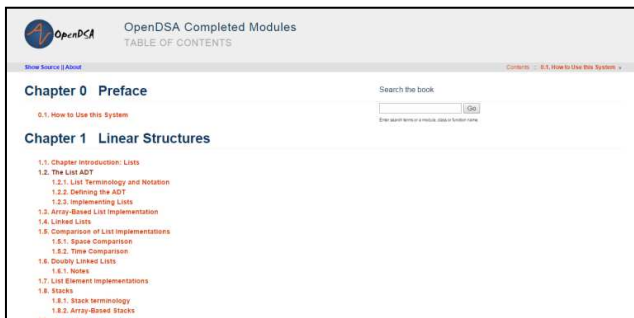 OpenDSA
OpenDSA Completed Modules
TABLE OF CONTENTS
Show Source || About
Contents :: 0.1. How to Use this System »
Chapter 0 Preface
0.1. How to Use this System
Search the book
Go
Enter search terms or a module, class or function name.
Chapter 1 Linear Structures
1.1. Chapter Introduction: Lists
1.2. The List ADT
1.2.1. List Terminology and Notation
1.2.2. Defining the ADT
1.2.3. Implementing Lists
1.3. Array-Based List Implementation
1.4. Linked Lists
1.5. Comparison of List Implementations
1.5.1. Space Comparison
1.5.2. Time Comparison
1.6. Doubly Linked Lists
1.6.1. Notes
1.7. List Element Implementations
1.8. Stacks
1.8.1. Stack terminology
1.8.2. Array-Based Stacks